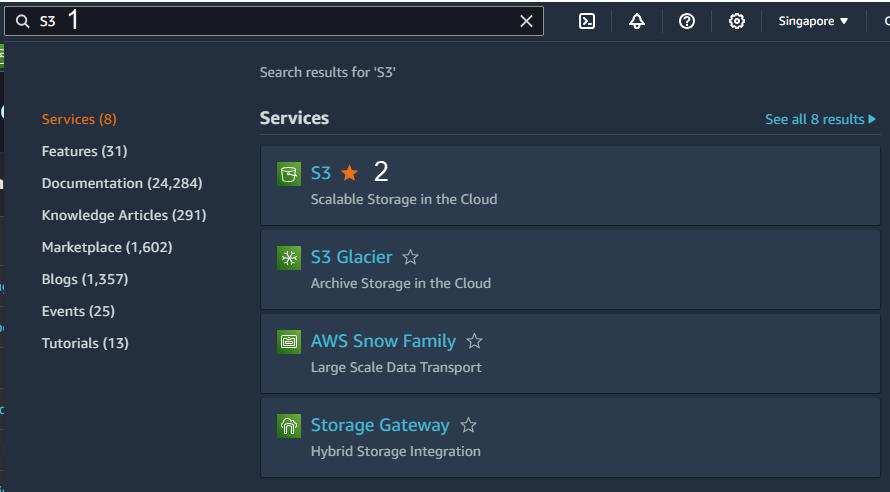 S3 1
Singapore ▼
Search results for 'S3'
Services (8)
Features (31)
Documentation (24,284)
Knowledge Articles (291)
Marketplace (1,602)
Blogs (1,357)
Events (25)
Tutorials (13)
Services
See all 8 results ▶
S3 ★ 2
Scalable Storage in the Cloud
S3 Glacier ☆
Archive Storage in the Cloud
AWS Snow Family ☆
Large Scale Data Transport
Storage Gateway ☆
Hybrid Storage Integration